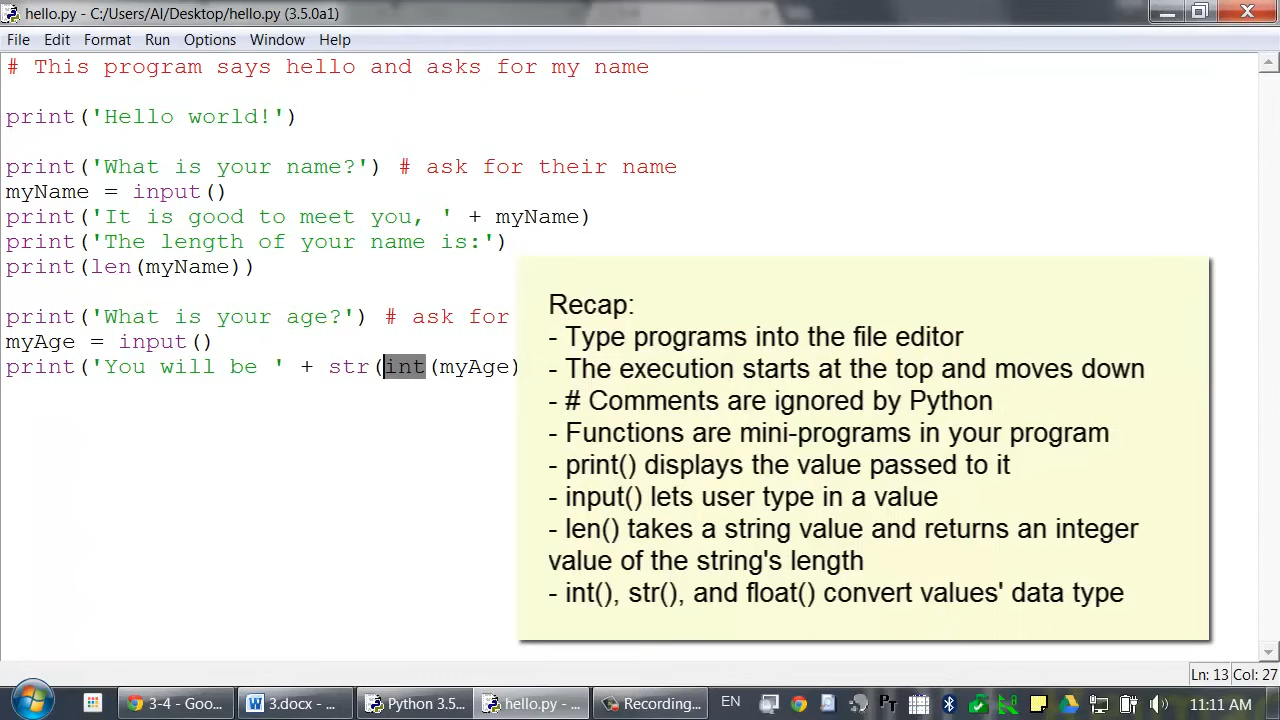 hello.py - C:/Users/Al/Desktop/hello.py (3.5.0a1)
File Edit Format Run Options Window Help
# This program says hello and asks for my name
print('Hello world!')
print('What is your name?') # ask for their name
myName = input()
print('It is good to meet you, ' + myName)
print('The length of your name is:')
print(len(myName))
print('What is your age?') # ask for
myAge = input()
print('You will be ' + str(int(myAge)
Recap:
- Type programs into the file editor
- The execution starts at the top and moves down
- # Comments are ignored by Python
- Functions are mini-programs in your program
- print() displays the value passed to it
- input() lets user type in a value
- len() takes a string value and returns an integer
value of the string's length
- int(), str(), and float() convert values' data type
Ln: 13 Col: 27
3-4 - Goo... 3.docx - ... Python 3.5... hello.py - ... Recording... EN 11:11 AM